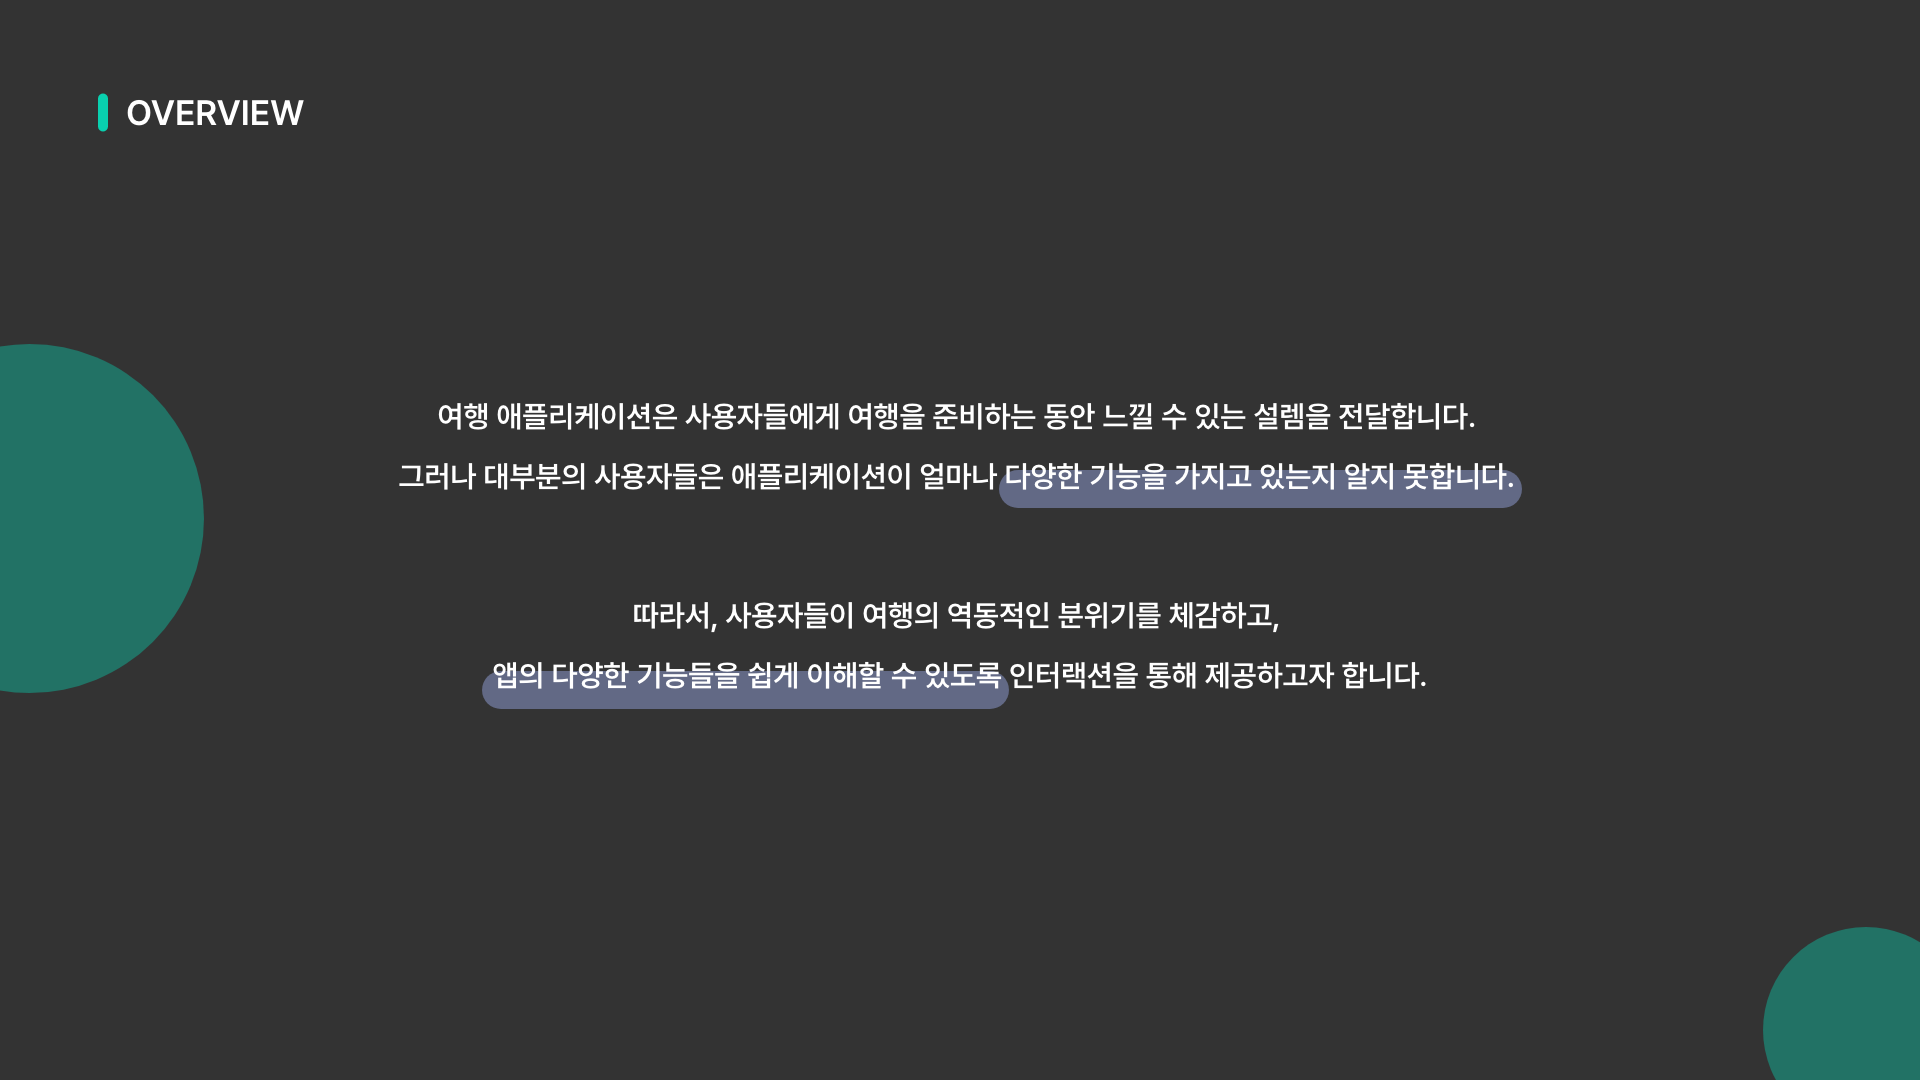 OVERVIEW
여행 애플리케이션은 사용자들에게 여행을 준비하는 동안 느낄 수 있는 설렘을 전달합니다.
그러나 대부분의 사용자들은 애플리케이션이 얼마나 다양한 기능을 가지고 있는지 알지 못합니다.
따라서, 사용자들이 여행의 역동적인 분위기를 체감하고,
앱의 다양한 기능들을 쉽게 이해할 수 있도록 인터랙션을 통해 제공하고자 합니다.